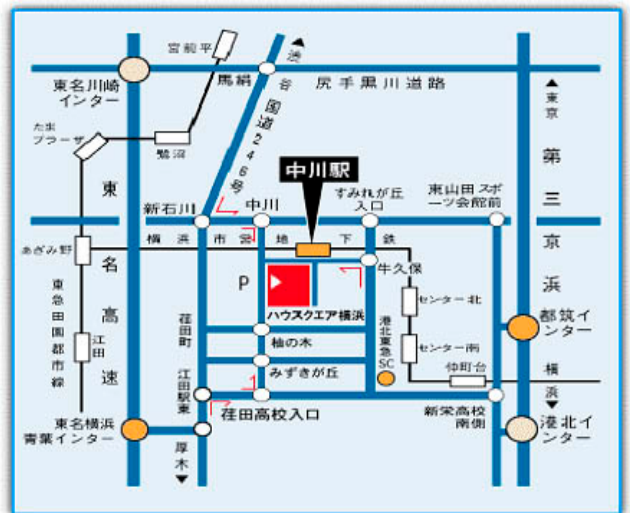 宮前平
渋谷
東名川崎
インター
馬絹
尻手黒川道路
東京
たま
プラーザ
鷺沼
国道246号
第三京浜
中川駅
東名高速
新石川
中川
すみれが丘
入口
東山田スポ
ーツ会館前
あざみ野
横浜市営地下鉄
牛久保
P
東急田園都市線
江田
荏田町
ハウスクエア横浜
センター北
都筑イ
ンター
港北東急SC
センター南
柚の木
みずきが丘
仲町台
横浜
江田駅東
荏田高校入口
新栄高校
南側
東名横浜
青葉インター
厚木
港北イ
ンター